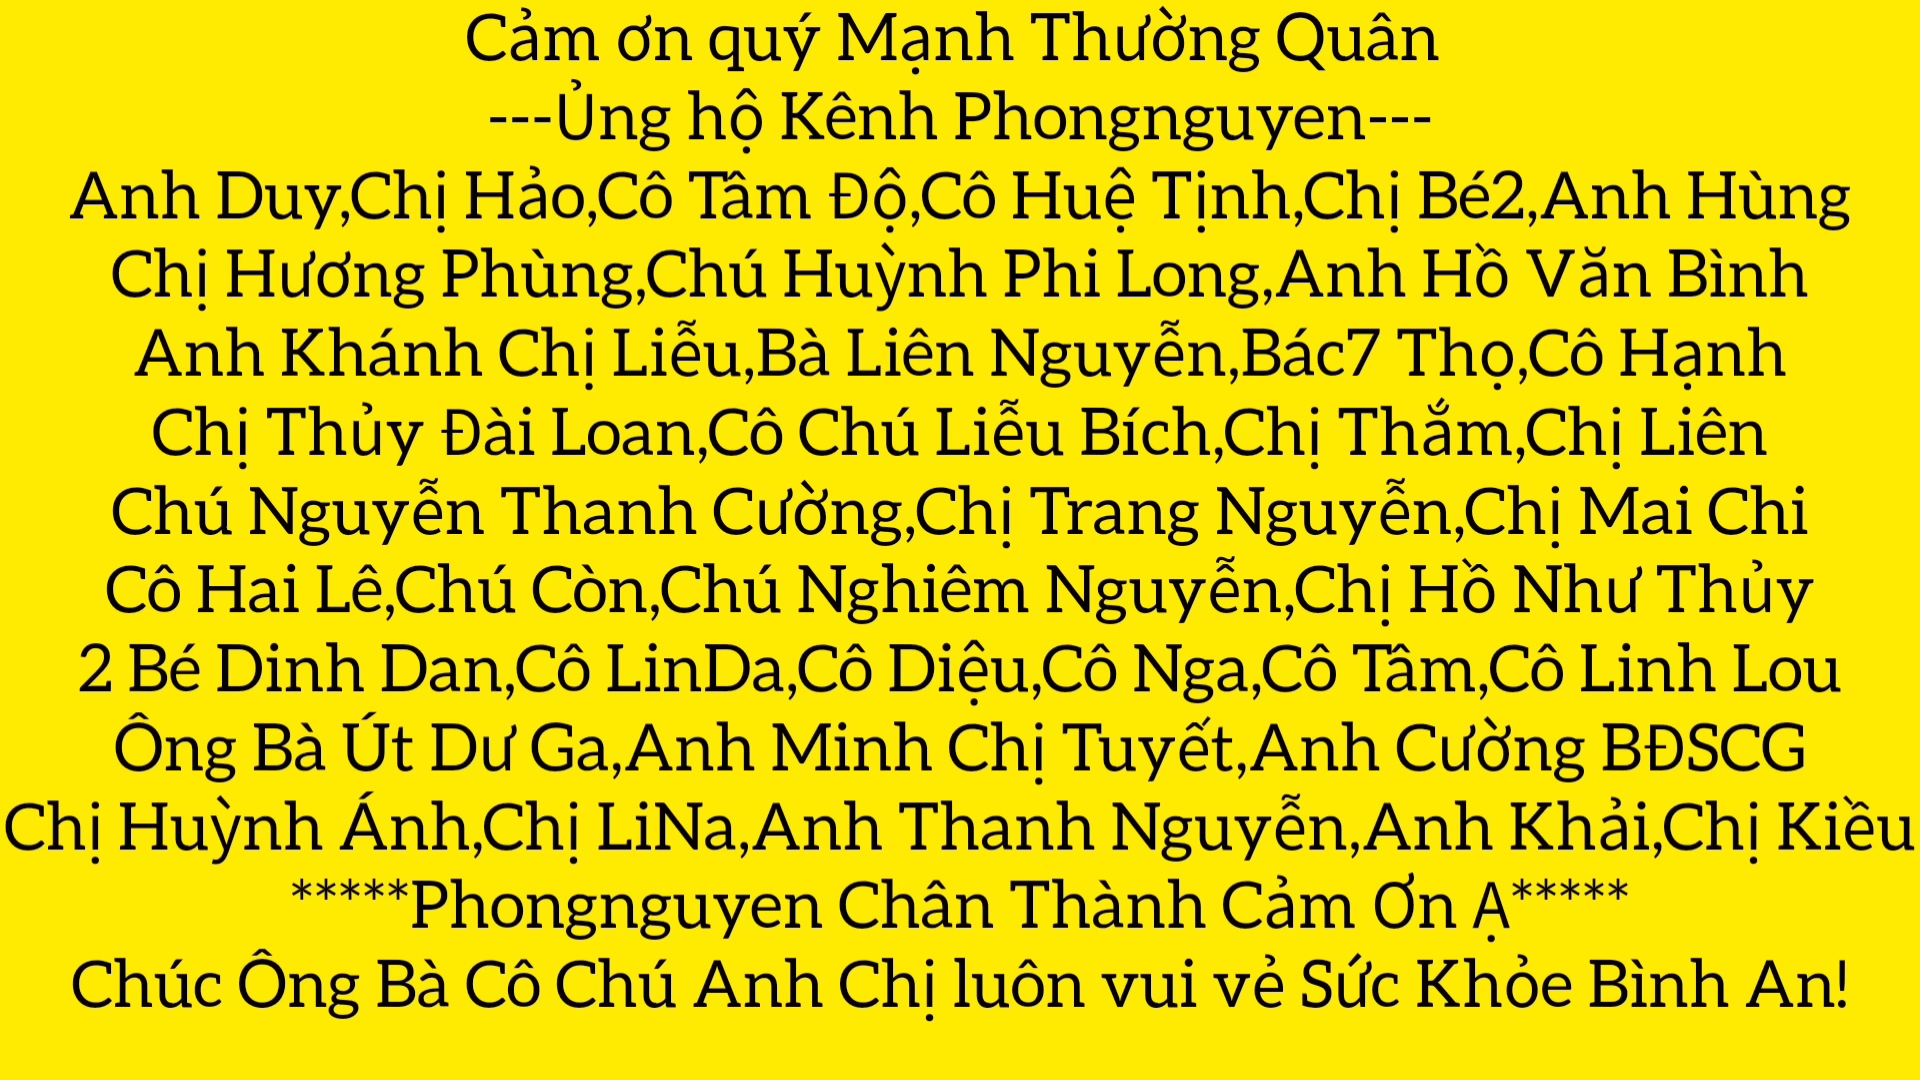 Cảm ơn quý Mạnh Thường Quân
---Ủng hộ Kênh Phongnguyen---
Anh Duy,Chị Hảo,Cô Tâm Độ,Cô Huệ Tịnh,Chị Bé2,Anh Hùng
Chị Hương Phùng,Chú Huỳnh Phi Long,Anh Hồ Văn Bình
Anh Khánh Chị Liễu,Bà Liên Nguyễn,Bác7 Thọ,Cô Hạnh
Chị Thủy Đài Loan,Cô Chú Liễu Bích,Chị Thắm,Chị Liên
Chú Nguyễn Thanh Cường,Chị Trang Nguyễn,Chị Mai Chi
Cô Hai Lê,Chú Còn,Chú Nghiêm Nguyễn,Chị Hồ Như Thủy
2 Bé Dinh Dan,Cô LinDa,Cô Diệu,Cô Nga,Cô Tâm,Cô Linh Lou
Ông Bà Út Dư Ga,Anh Minh Chị Tuyết,Anh Cường BĐSCG
Chị Huỳnh Ánh,Chị LiNa,Anh Thanh Nguyễn,Anh Khải,Chị Kiều
*****Phongnguyen Chân Thành Cảm Ơn Ạ*****
Chúc Ông Bà Cô Chú Anh Chị luôn vui vẻ Sức Khỏe Bình An!